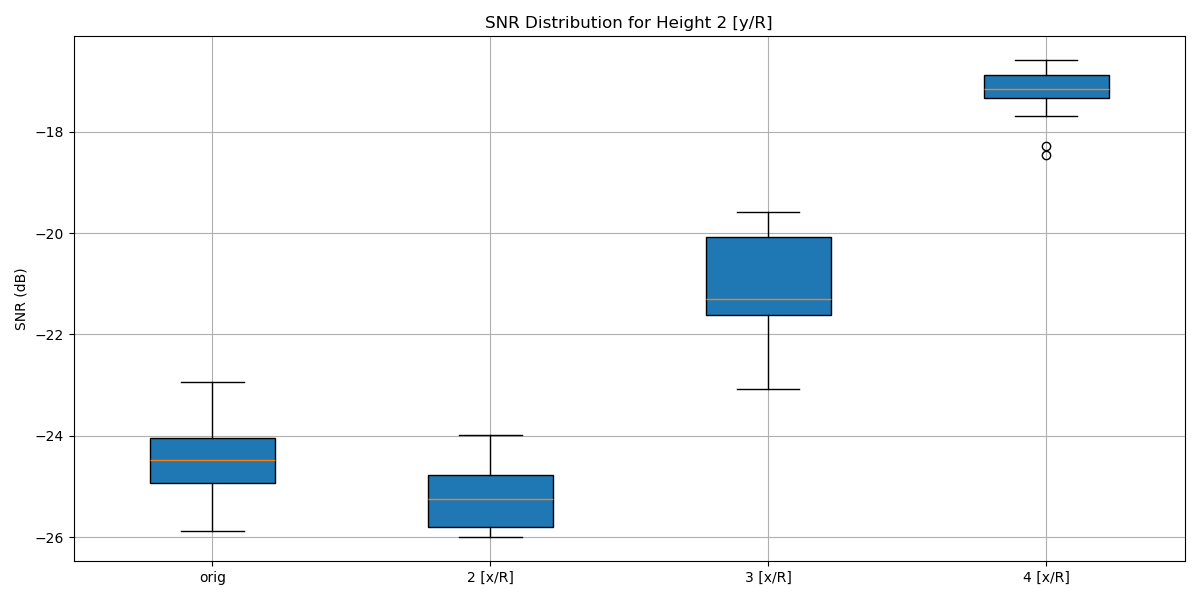 SNR Distribution for Height 2 [y/R]
SNR (dB)
−18
−20
−22
−24
−26
orig
2 [x/R]
3 [x/R]
4 [x/R]